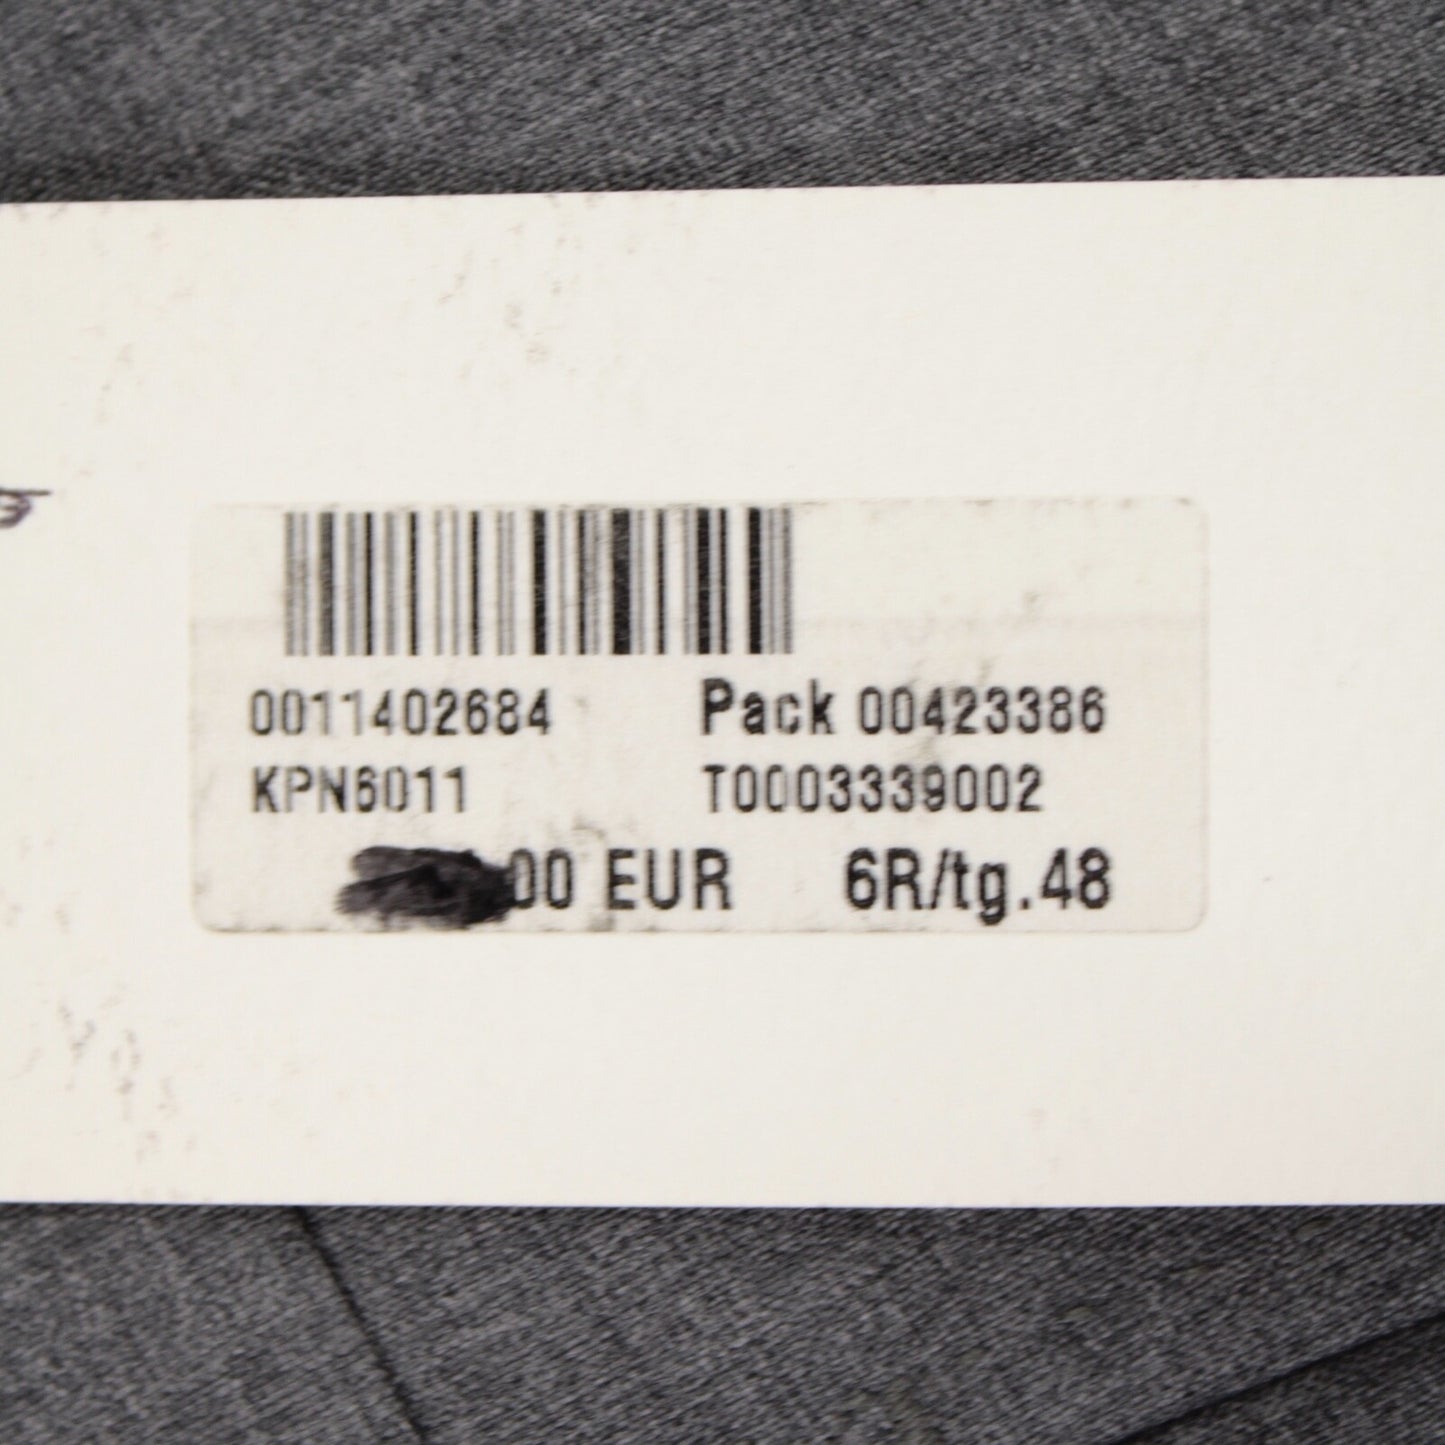 0011402684 Pack 00423386
KPN6011 T0003339002
00 EUR 6R/tg.48